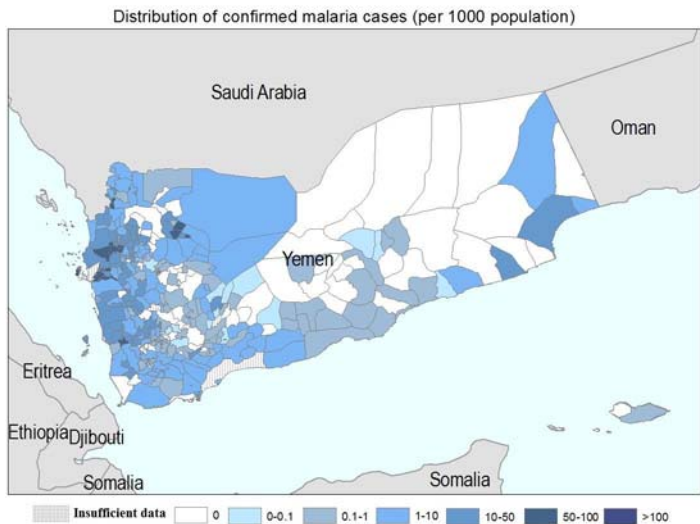 Distribution of confirmed malaria cases (per 1000 population)
Saudi Arabia
Oman
Yemen
Eritrea
Ethiopia
Djibouti
Somalia
Somalia
Insufficient data
0
0-0.1
0.1-1
1-10
10-50
50-100
>100